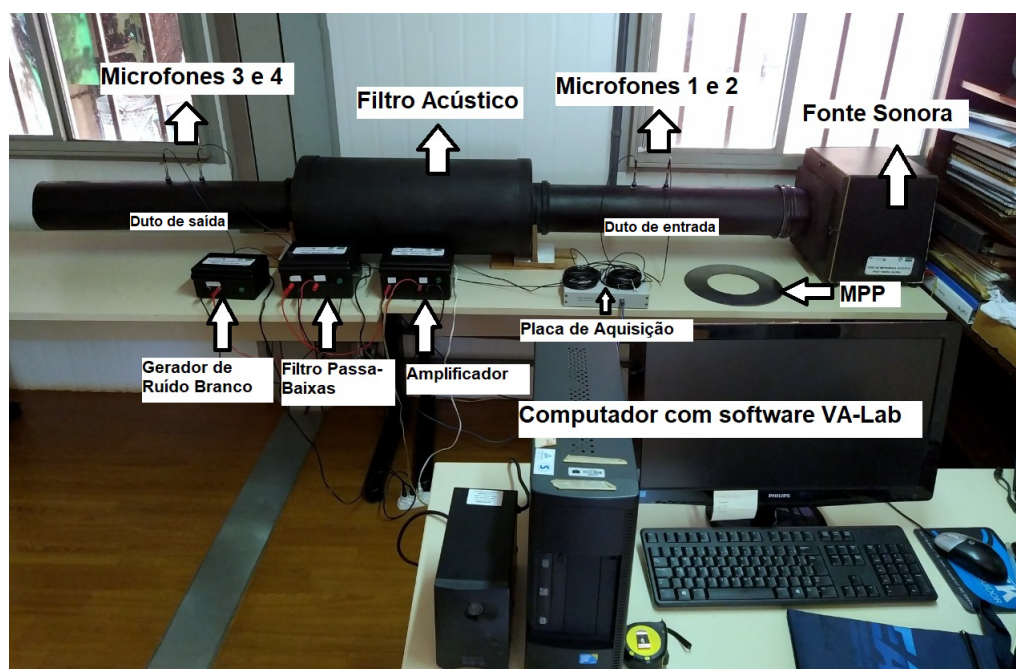 Microfones 3 e 4
Filtro Acústico
Microfones 1 e 2
Fonte Sonora
Duto de saída
Duto de entrada
MPP
Placa de Aquisição
Gerador de
Ruído Branco
Filtro Passa-
Baixas
Amplificador
Computador com software VA-Lab
PHILIPS